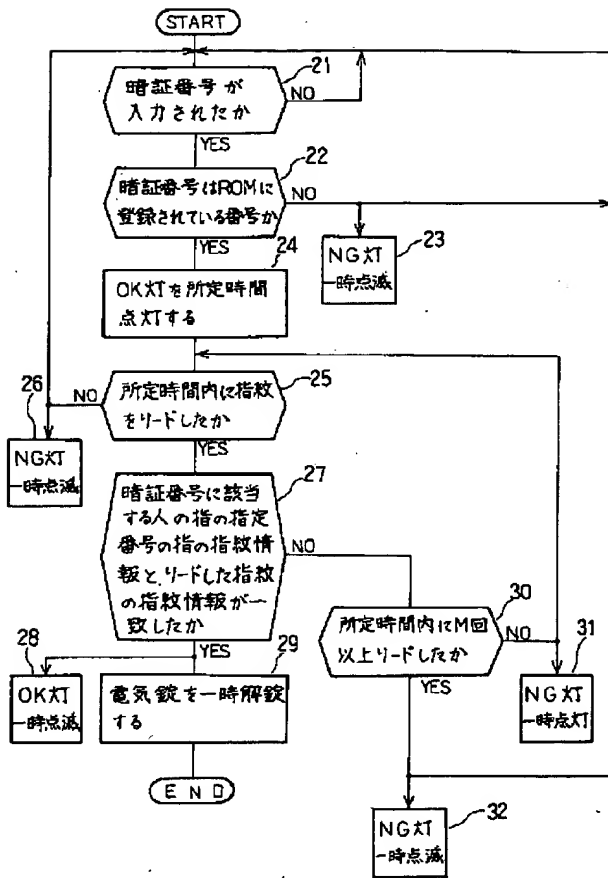 START
21
暗証番号が
入力されたか
NO
YES
22
暗証番号はROMに
登録されている番号か
NO
YES
23
NG灯
一時点滅
24
OK灯を所定時間
点灯する
25
所定時間内に指紋
をリードしたか
NO
YES
26
NG灯
一時点滅
27
暗証番号に該当
する人の指の指定
番号の指の指紋情
報と、リードした指紋
の指紋情報が一
致したか
NO
YES
28
OK灯
一時点滅
29
電気錠を一時解錠
する
END
30
所定時間内にM回
以上リードしたか
NO
YES
31
NG灯
一時点灯
32
NG灯
一時点滅